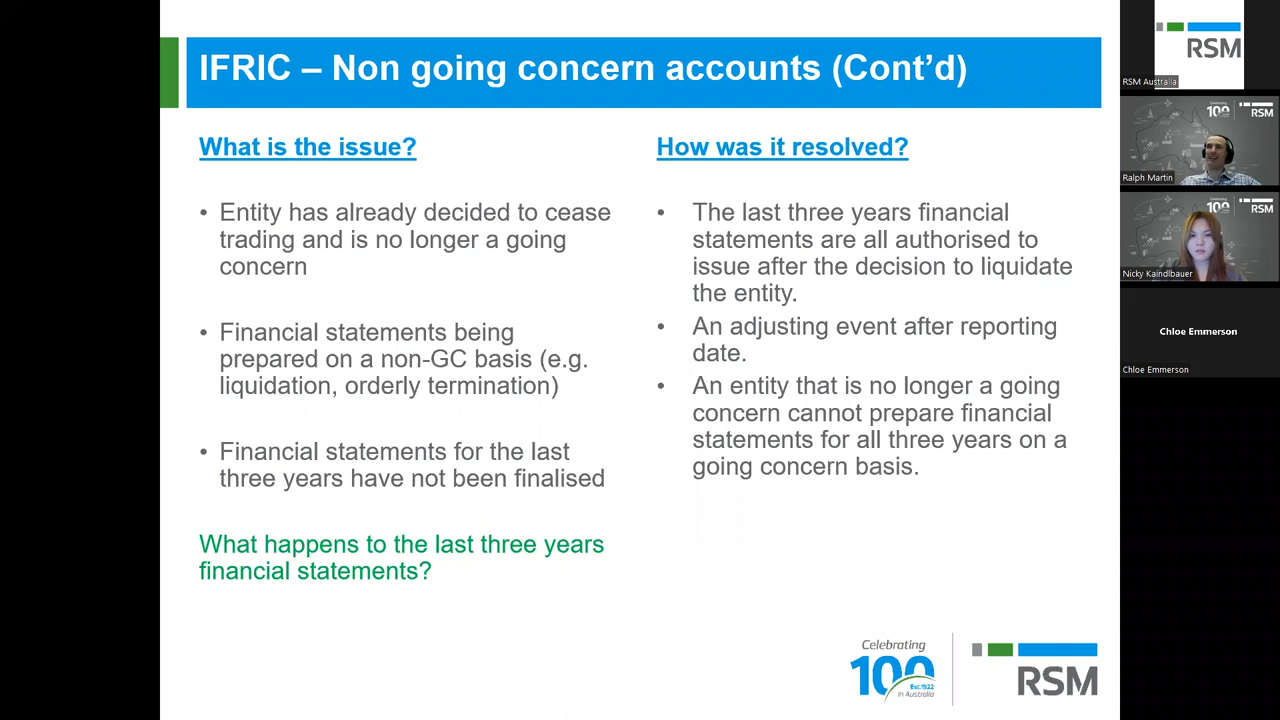 IFRIC – Non going concern accounts (Cont’d)
What is the issue?
• Entity has already decided to cease
trading and is no longer a going
concern
• Financial statements being
prepared on a non-GC basis (e.g.
liquidation, orderly termination)
• Financial statements for the last
three years have not been finalised
What happens to the last three years
financial statements?
How was it resolved?
• The last three years financial
statements are all authorised to
issue after the decision to liquidate
the entity.
• An adjusting event after reporting
date.
• An entity that is no longer a going
concern cannot prepare financial
statements for all three years on a
going concern basis.
Celebrating
100
Est.1922
in Australia
RSM
RSM
RSM Australia
Celebrating
100
RSM
Ralph Martin
100
RSM
Nicky Kaindlbauer
Chloe Emmerson
Chloe Emmerson